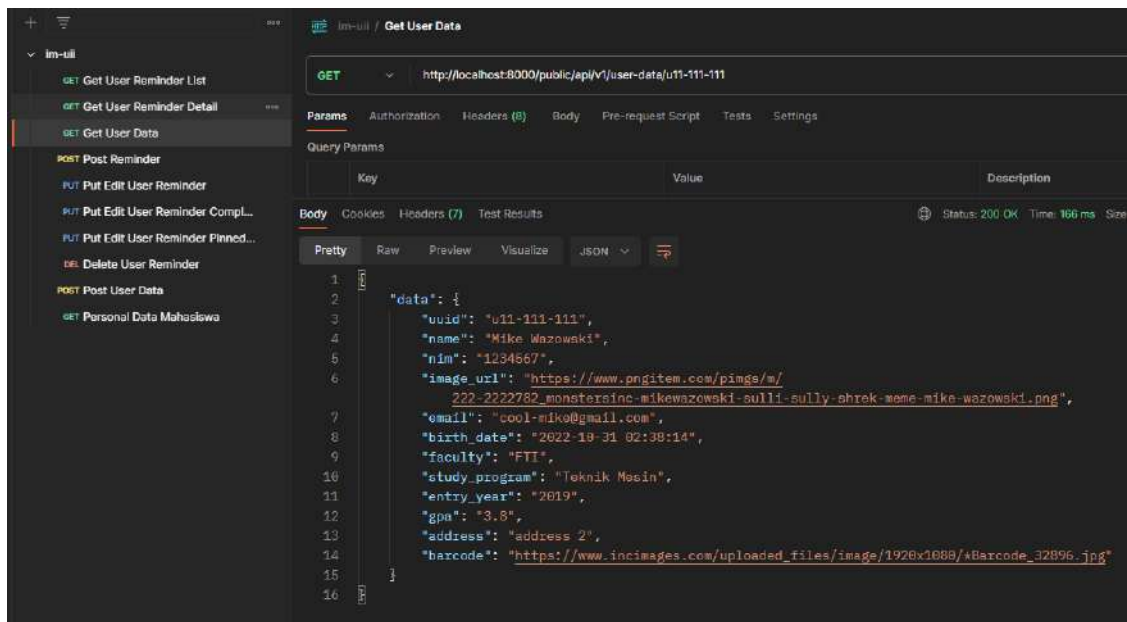 im-uii
GET Get User Reminder List
GET Get User Reminder Detail
GET Get User Data
POST Post Reminder
PUT Put Edit User Reminder
PUT Put Edit User Reminder Compl...
PUT Put Edit User Reminder Pinned...
DEL Delete User Reminder
POST Post User Data
GET Personal Data Mahasiswa
im-uii / Get User Data
GET http://localhost:8000/public/api/v1/user-data/u11-111-111
Params Authorization Headers (8) Body Pre-request Script Tests Settings
Query Params
Key Value Description
Body Cookies Headers (7) Test Results Status: 200 OK Time: 166 ms Size
Pretty Raw Preview Visualize JSON
1 {
2 "data": {
3 "uuid": "u11-111-111",
4 "name": "Mike Wazowski",
5 "nim": "1234567",
6 "image_url": "https://www.pngitem.com/pimgs/m/
222-2222782_monstersinc-mikewazowski-sulli-sully-shrek-meme-mike-wazowski.png",
7 "email": "cool-mike@gmail.com",
8 "birth_date": "2022-10-31 02:38:14",
9 "faculty": "FTI",
10 "study_program": "Teknik Mesin",
11 "entry_year": "2019",
12 "gpa": "3.8",
13 "address": "address 2",
14 "barcode": "https://www.incimages.com/uploaded_files/image/1920x1080/*Barcode_32896.jpg"
15 }
16 }